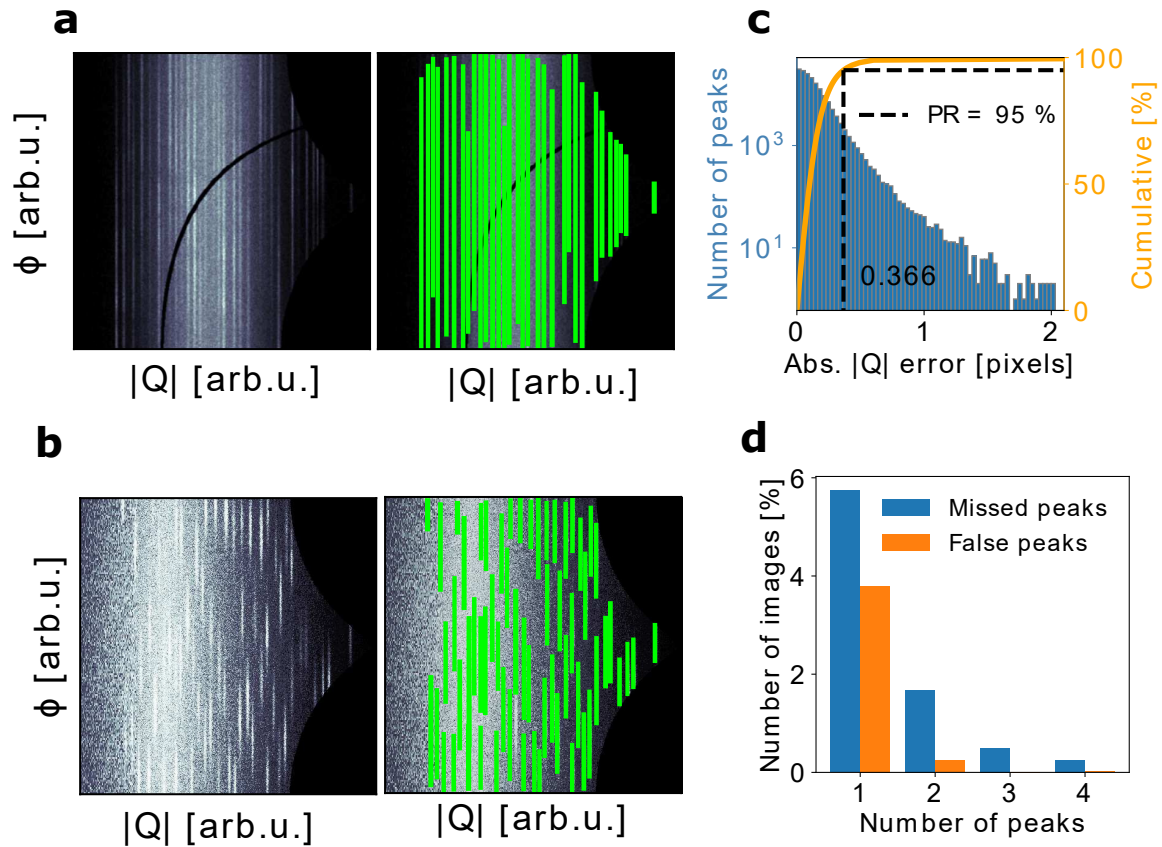 a
ϕ [arb.u.]
|Q| [arb.u.]
|Q| [arb.u.]
b
ϕ [arb.u.]
|Q| [arb.u.]
|Q| [arb.u.]
c
Number of peaks
10³
10¹
PR = 95 %
0.366
100
50
0
Cumulative [%]
0 1 2
Abs. |Q| error [pixels]
d
Number of images [%]
6
4
2
0
Missed peaks
False peaks
1 2 3 4
Number of peaks